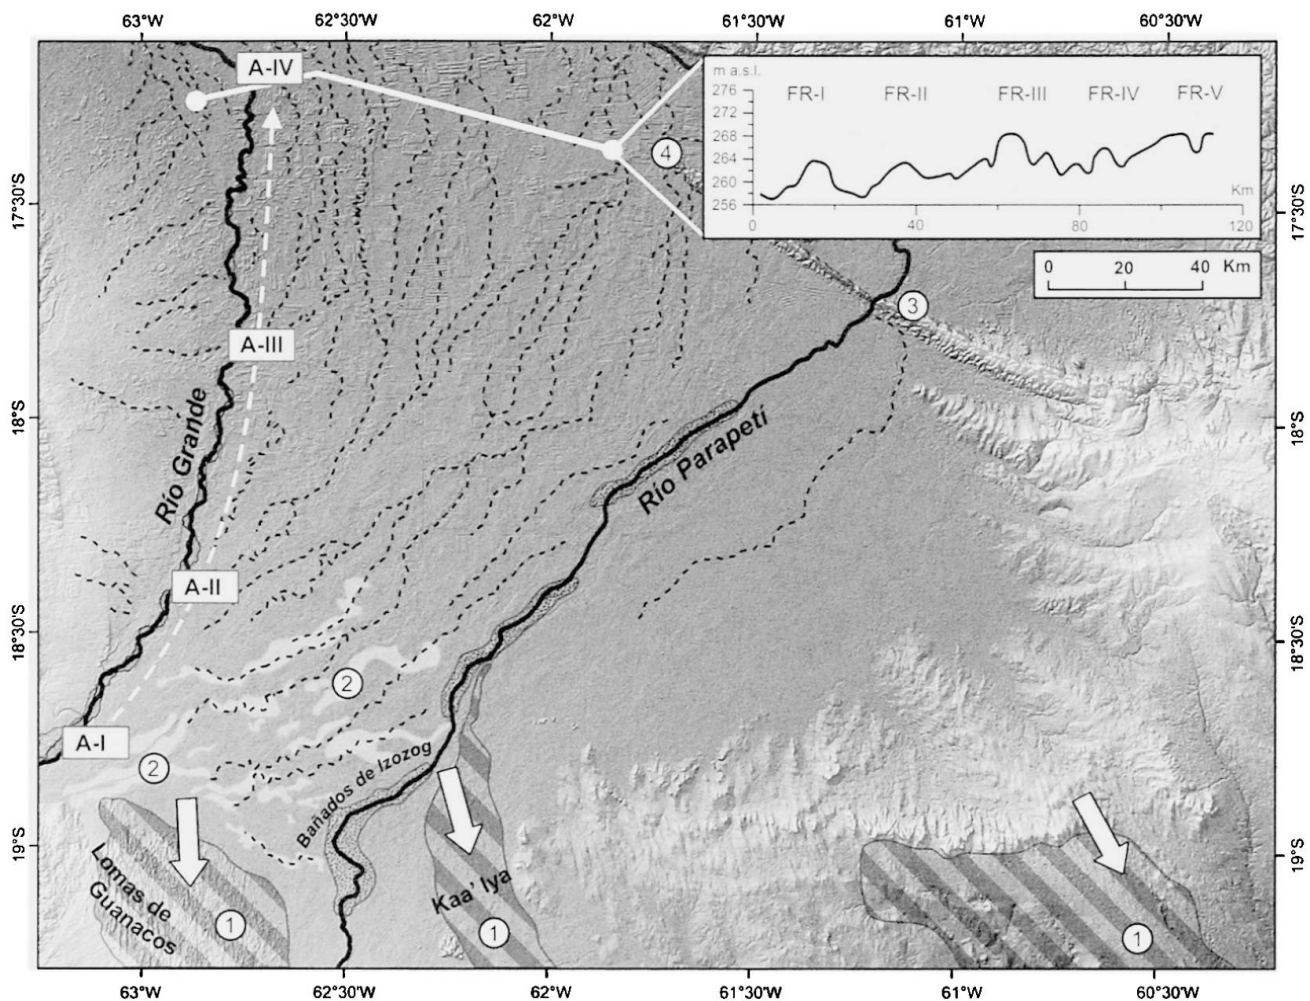 63°W 62°30'W 62°W 61°30'W 61°W 60°30'W
A-IV
m a.s.l.
276
272
268
264
260
256
FR-I FR-II FR-III FR-IV FR-V
Km
0 40 80 120
4
17°30'S
17°30'S
0 20 40 Km
3
A-III
Río Grande
18°S
18°S
Río Parapetí
A-II
18°30'S
18°30'S
2
A-I
2
Bañados de Izozog
19°S
19°S
Lomas de
Guanacos
1
Kaa' Iya
1
1
63°W 62°30'W 62°W 61°30'W 61°W 60°30'W